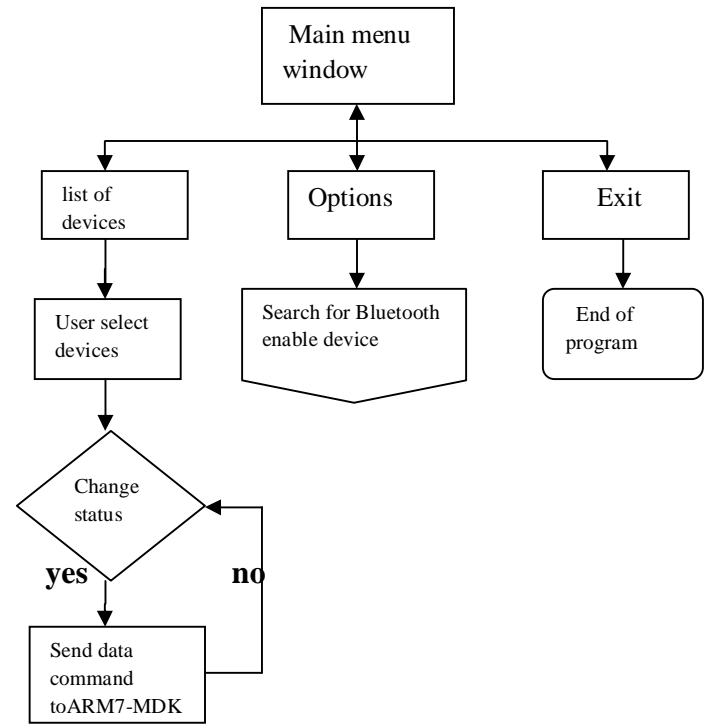 Main menu
window
list of
devices
Options
Exit
User select
devices
Search for Bluetooth
enable device
End of
program
Change
status
yes
no
Send data
command
toARM7-MDK